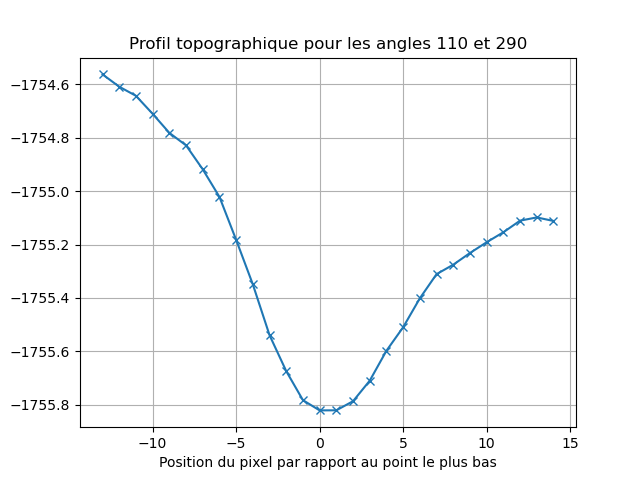 Profil topographique pour les angles 110 et 290
−1754.6
−1754.8
−1755.0
−1755.2
−1755.4
−1755.6
−1755.8
−10 −5 0 5 10 15
Position du pixel par rapport au point le plus bas